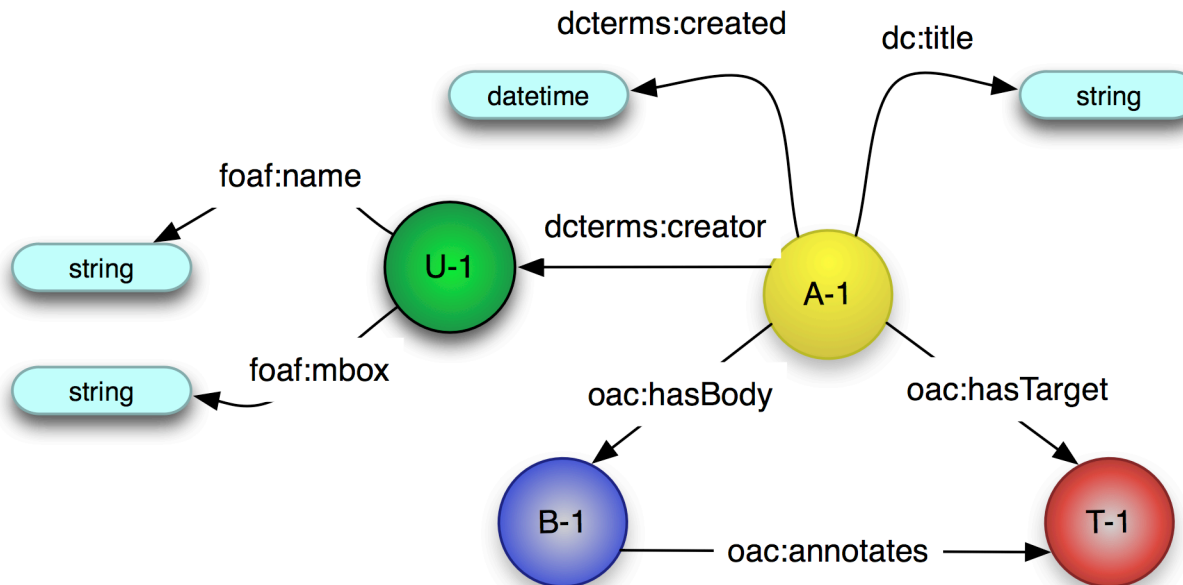 dcterms:created
dc:title
datetime
string
foaf:name
dcterms:creator
string
U-1
A-1
foaf:mbox
string
oac:hasBody
oac:hasTarget
B-1
T-1
oac:annotates